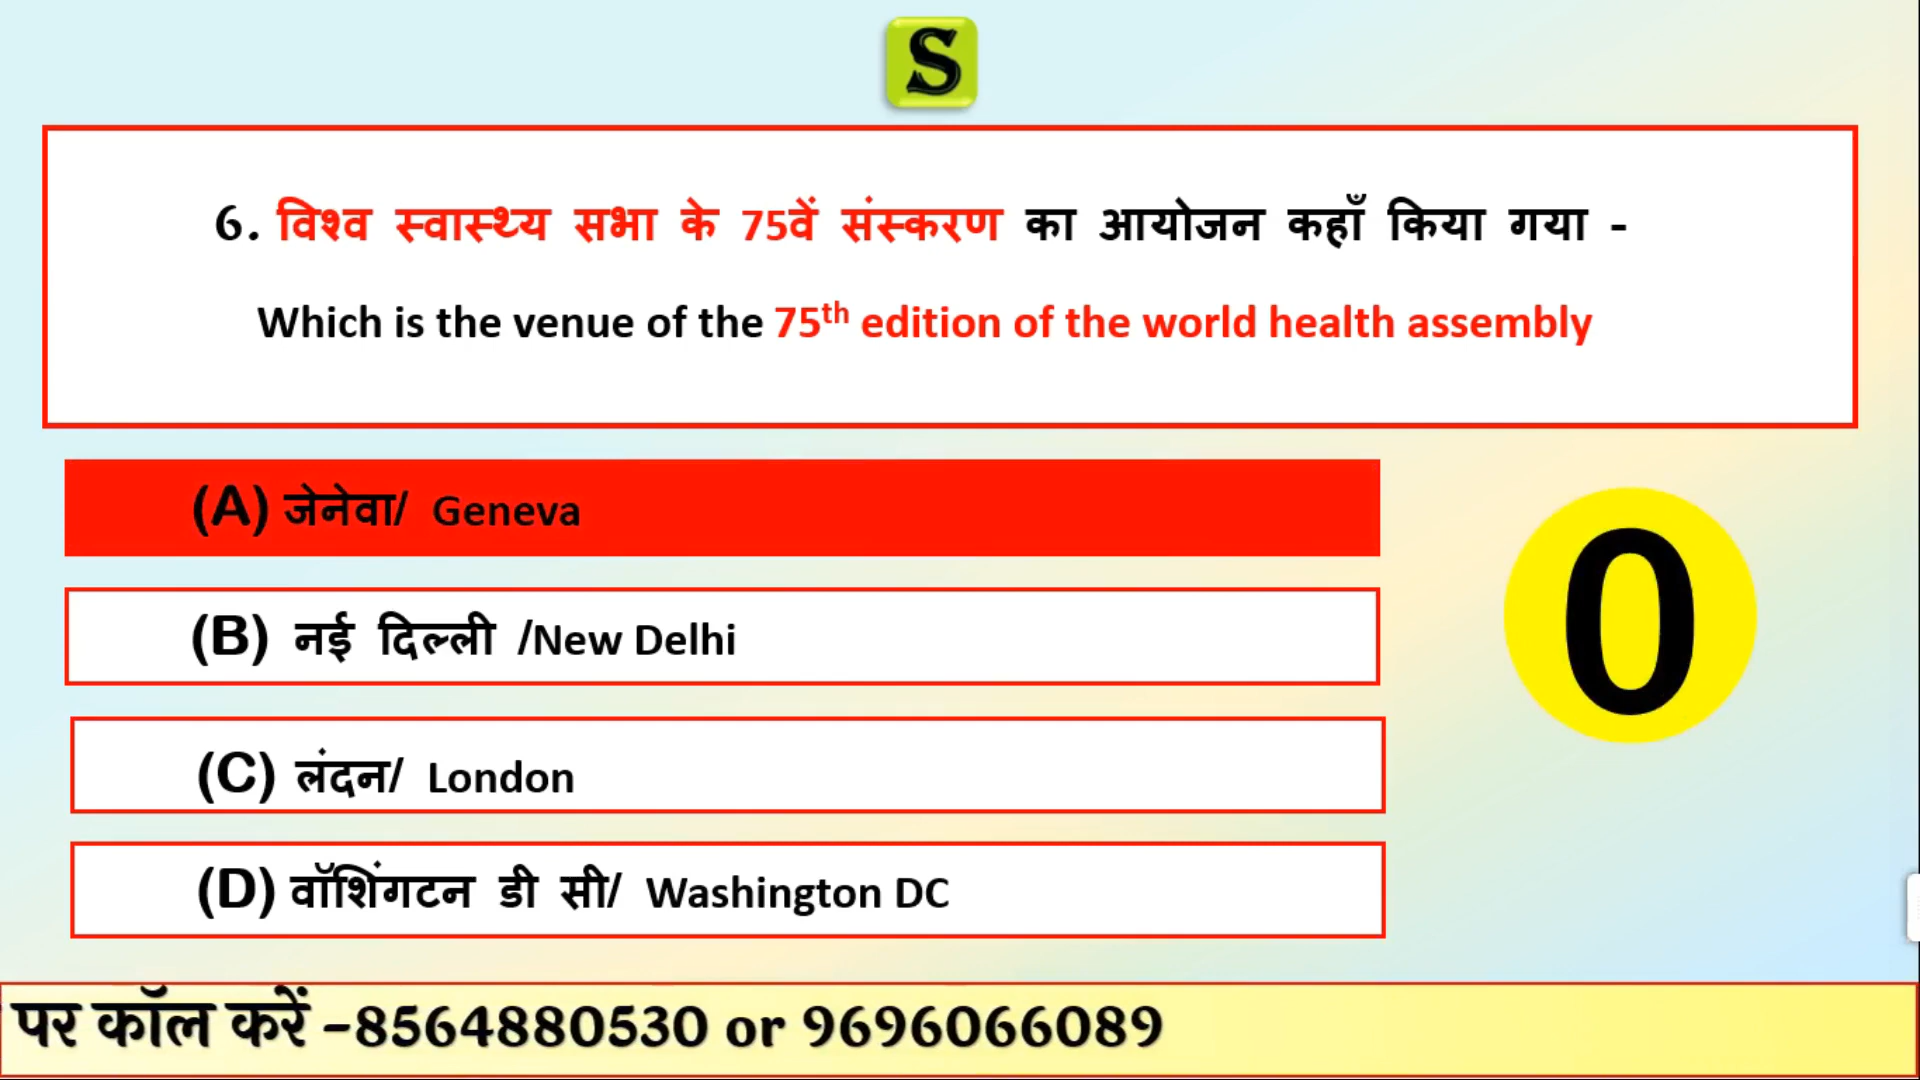 S
6. विश्व स्वास्थ्य सभा के 75वें संस्करण का आयोजन कहाँ किया गया -
Which is the venue of the 75th edition of the world health assembly
(A) जेनेवा/ Geneva
(B) नई दिल्ली /New Delhi
(C) लंदन/ London
(D) वॉशिंगटन डी सी/ Washington DC
0
पर कॉल करें –8564880530 or 9696066089